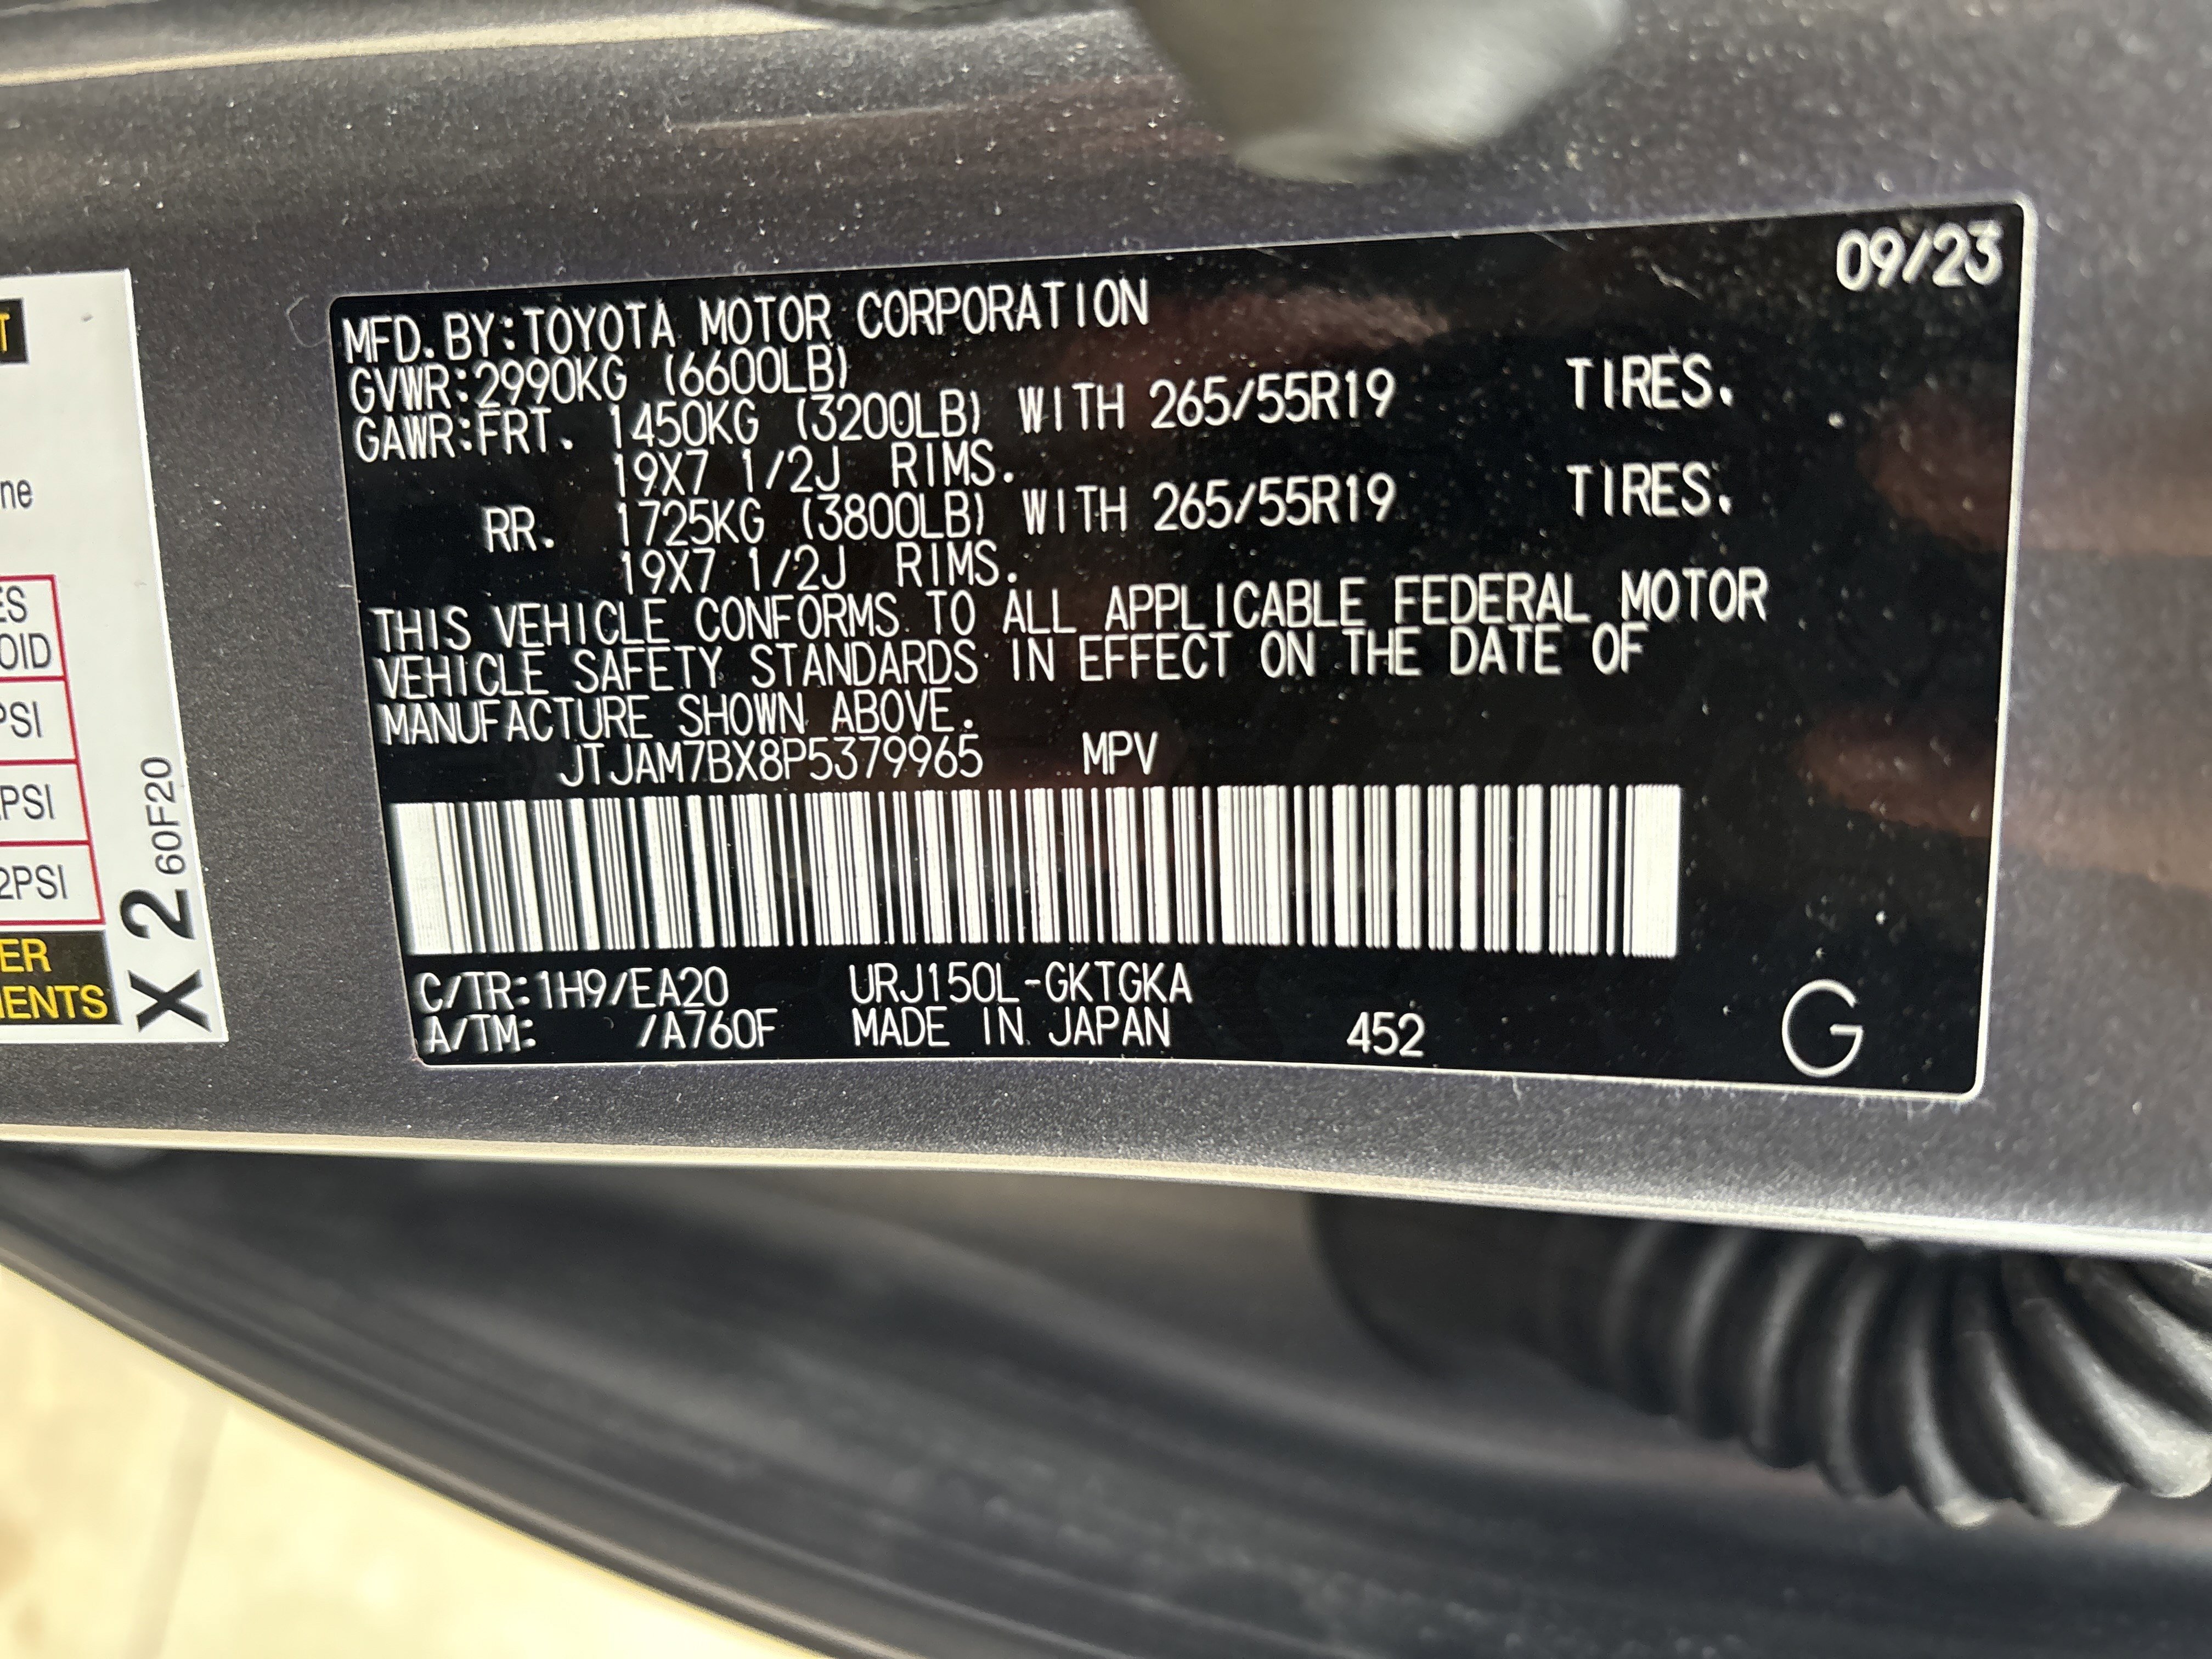 09/23
MFD.BY:TOYOTA MOTOR CORPORATION
GVWR:2990KG (6600LB)
GAWR:FRT. 1450KG (3200LB) WITH 265/55R19 TIRES.
19X7 1/2J RIMS.
RR. 1725KG (3800LB) WITH 265/55R19 TIRES.
19X7 1/2J RIMS.
THIS VEHICLE CONFORMS TO ALL APPLICABLE FEDERAL MOTOR
VEHICLE SAFETY STANDARDS IN EFFECT ON THE DATE OF
MANUFACTURE SHOWN ABOVE.
JTJAM7BX8P5379965 MPV
C/TR:1H9/EA20 URJ150L-GKTGKA
A/TM: /A760F MADE IN JAPAN 452 G
T
ne
ES
OID
PSI
PSI
2PSI
ER
MENTS
X2 60F20